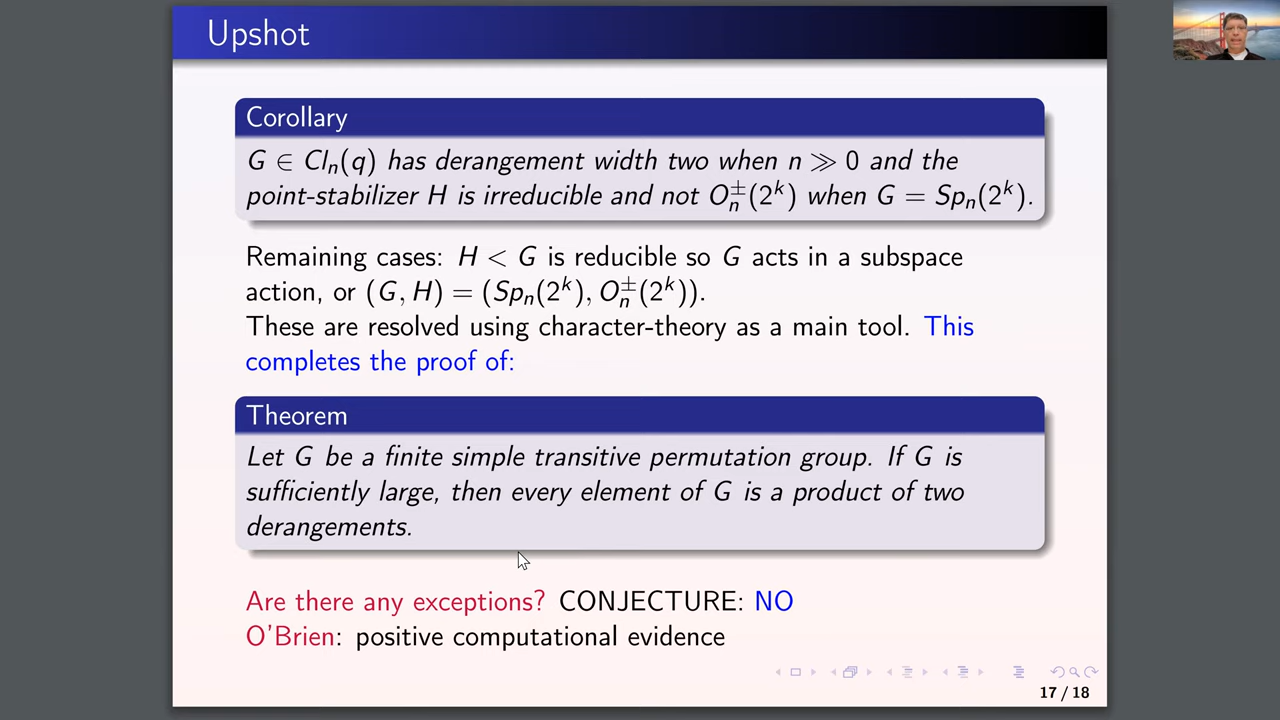 Upshot
Corollary
G ∈ Cl_n(q) has derangement width two when n ≫ 0 and the
point-stabilizer H is irreducible and not O_n^±(2^k) when G = Sp_n(2^k).
Remaining cases: H < G is reducible so G acts in a subspace
action, or (G, H) = (Sp_n(2^k), O_n^±(2^k)).
These are resolved using character-theory as a main tool. This
completes the proof of:
Theorem
Let G be a finite simple transitive permutation group. If G is
sufficiently large, then every element of G is a product of two
derangements.
Are there any exceptions? CONJECTURE: NO
O'Brien: positive computational evidence
17 / 18